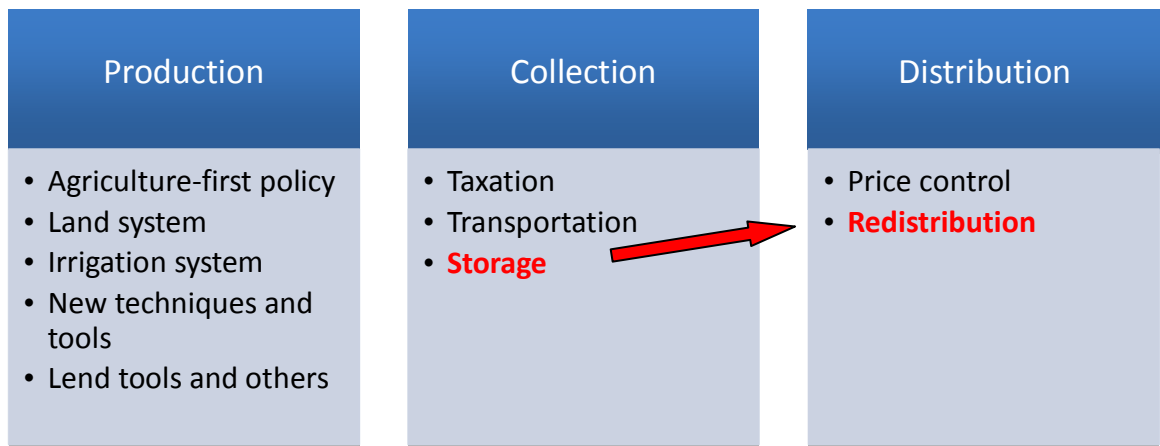 Production
• Agriculture-first policy
• Land system
• Irrigation system
• New techniques and
tools
• Lend tools and others
Collection
• Taxation
• Transportation
• Storage
Distribution
• Price control
• Redistribution